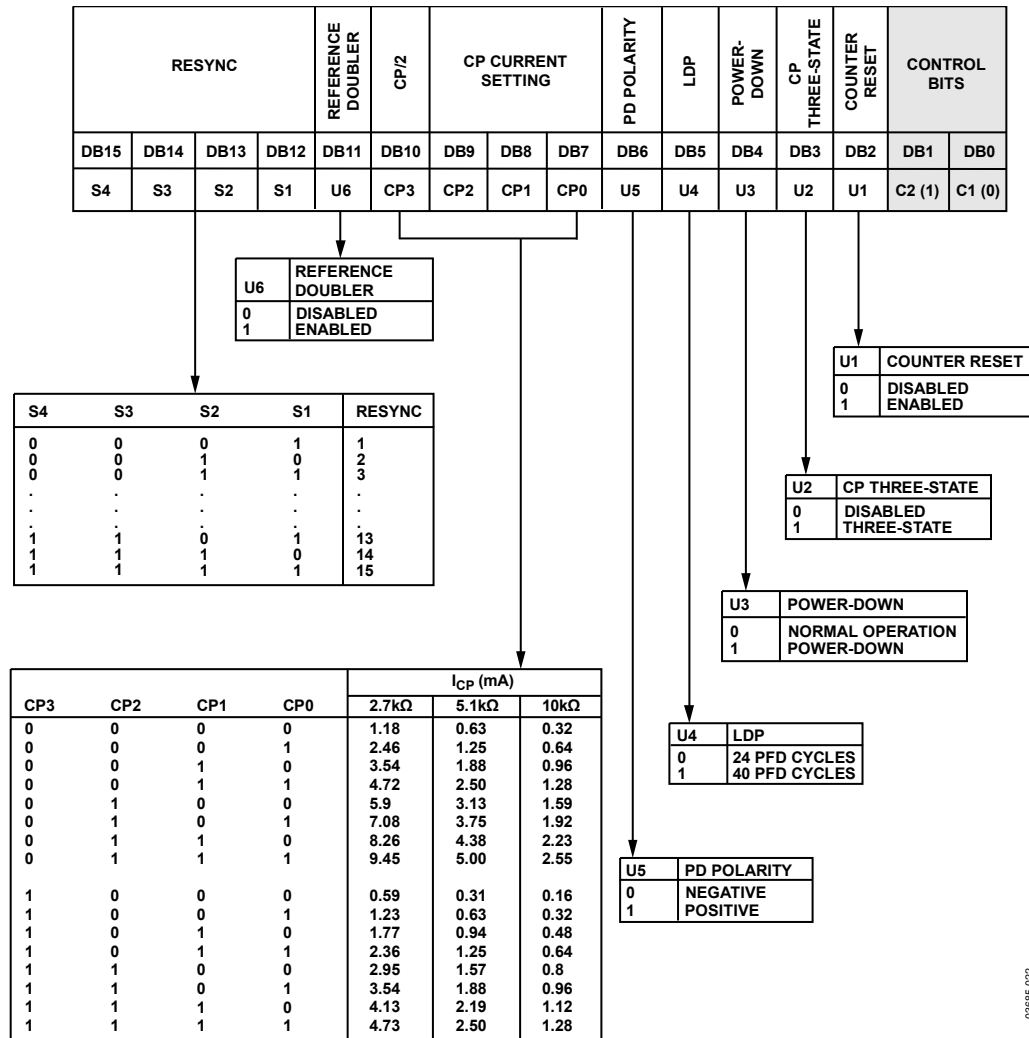 RESYNC
REFERENCE DOUBLER
CP/2
CP CURRENT SETTING
PD POLARITY
LDP
POWER-DOWN
CP THREE-STATE
COUNTER RESET
CONTROL BITS
DB15 DB14 DB13 DB12 DB11 DB10 DB9 DB8 DB7 DB6 DB5 DB4 DB3 DB2 DB1 DB0
S4 S3 S2 S1 U6 CP3 CP2 CP1 CP0 U5 U4 U3 U2 U1 C2 (1) C1 (0)
U6 REFERENCE DOUBLER
0 DISABLED
1 ENABLED
U1 COUNTER RESET
0 DISABLED
1 ENABLED
S4 S3 S2 S1 RESYNC
0 0 0 1 1
0 0 1 0 2
0 0 1 1 3
. . . . .
. . . . .
. . . . .
1 1 0 1 13
1 1 1 0 14
1 1 1 1 15
U2 CP THREE-STATE
0 DISABLED
1 THREE-STATE
U3 POWER-DOWN
0 NORMAL OPERATION
1 POWER-DOWN
ICP (mA)
CP3 CP2 CP1 CP0 2.7kΩ 5.1kΩ 10kΩ
0 0 0 0 1.18 0.63 0.32
0 0 0 1 2.46 1.25 0.64
0 0 1 0 3.54 1.88 0.96
0 0 1 1 4.72 2.50 1.28
0 1 0 0 5.9 3.13 1.59
0 1 0 1 7.08 3.75 1.92
0 1 1 0 8.26 4.38 2.23
0 1 1 1 9.45 5.00 2.55
1 0 0 0 0.59 0.31 0.16
1 0 0 1 1.23 0.63 0.32
1 0 1 0 1.77 0.94 0.48
1 0 1 1 2.36 1.25 0.64
1 1 0 0 2.95 1.57 0.8
1 1 0 1 3.54 1.88 0.96
1 1 1 0 4.13 2.19 1.12
1 1 1 1 4.73 2.50 1.28
U4 LDP
0 24 PFD CYCLES
1 40 PFD CYCLES
U5 PD POLARITY
0 NEGATIVE
1 POSITIVE